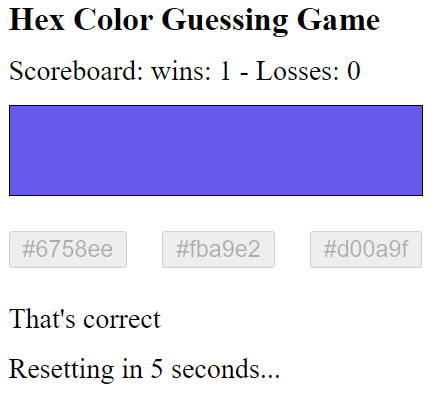 Hex Color Guessing Game
Scoreboard: wins: 1 - Losses: 0
#6758ee #fba9e2 #d00a9f
That's correct
Resetting in 5 seconds...